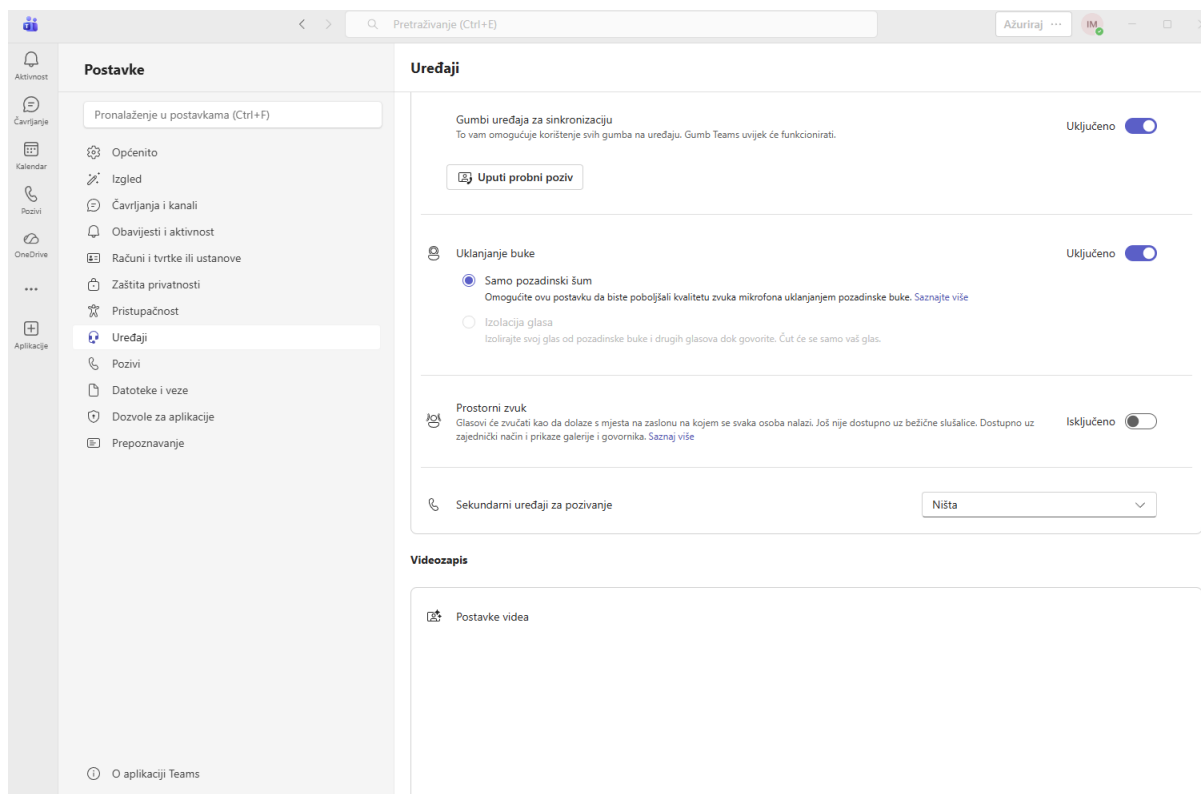 Pretraživanje (Ctrl+E)
Ažuriraj ...
IM
Aktivnost
Čavrljanje
Kalendar
Pozivi
OneDrive
Aplikacije
Postavke
Pronalaženje u postavkama (Ctrl+F)
Općenito
Izgled
Čavrljanja i kanali
Obavijesti i aktivnost
Računi i tvrtke ili ustanove
Zaštita privatnosti
Pristupačnost
Uređaji
Pozivi
Datoteke i veze
Dozvole za aplikacije
Prepoznavanje
O aplikaciji Teams
Uređaji
Gumbi uređaja za sinkronizaciju
To vam omogućuje korištenje svih gumba na uređaju. Gumb Teams uvijek će funkcionirati.
Uključeno
Uputi probni poziv
Uklanjanje buke
Uključeno
Samo pozadinski šum
Omogućite ovu postavku da biste poboljšali kvalitetu zvuka mikrofona uklanjanjem pozadinske buke. Saznajte više
Izolacija glasa
Izolirajte svoj glas od pozadinske buke i drugih glasova dok govorite. Čut će se samo vaš glas.
Prostorni zvuk
Glasovi će zvučati kao da dolaze s mjesta na zaslonu na kojem se svaka osoba nalazi. Još nije dostupno uz bežične slušalice. Dostupno uz
zajednički način i prikaze galerije i govornika. Saznaj više
Isključeno
Sekundarni uređaji za pozivanje
Ništa
Videozapis
Postavke videa